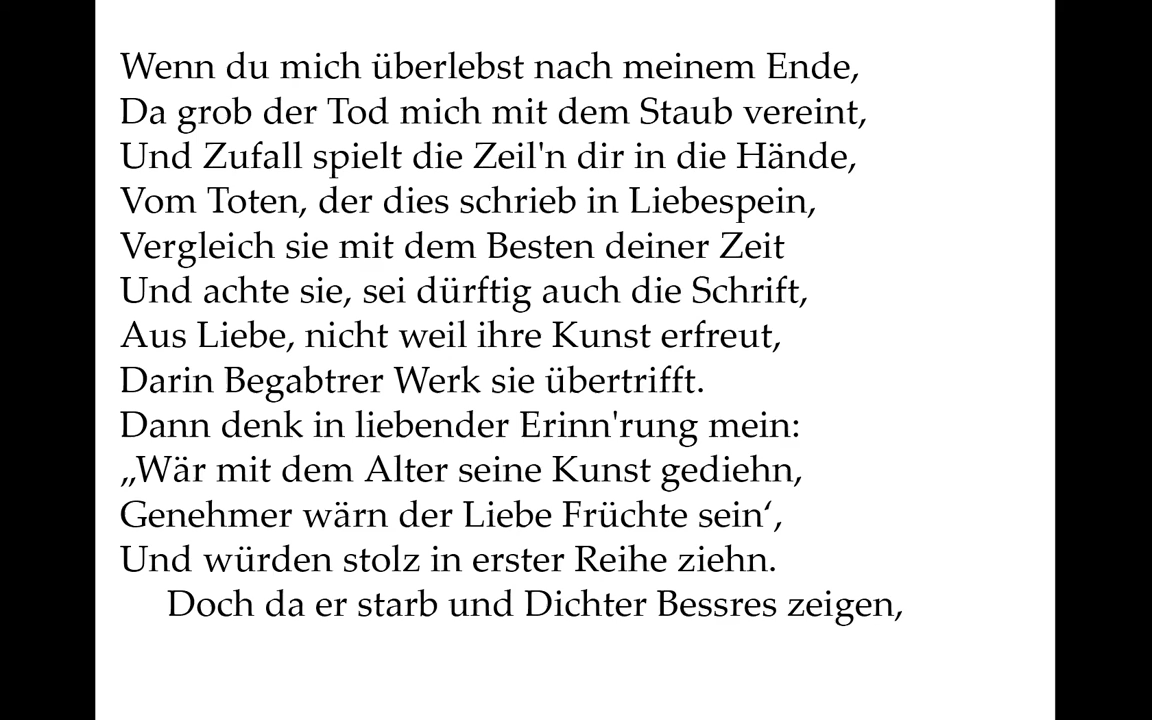 Wenn du mich überlebst nach meinem Ende,
Da grob der Tod mich mit dem Staub vereint,
Und Zufall spielt die Zeil'n dir in die Hände,
Vom Toten, der dies schrieb in Liebespein,
Vergleich sie mit dem Besten deiner Zeit
Und achte sie, sei dürftig auch die Schrift,
Aus Liebe, nicht weil ihre Kunst erfreut,
Darin Begabtrer Werk sie übertrifft.
Dann denk in liebender Erinn'rung mein:
„Wär mit dem Alter seine Kunst gediehn,
Genehmer wärn der Liebe Früchte sein‘,
Und würden stolz in erster Reihe ziehn.
Doch da er starb und Dichter Bessres zeigen,